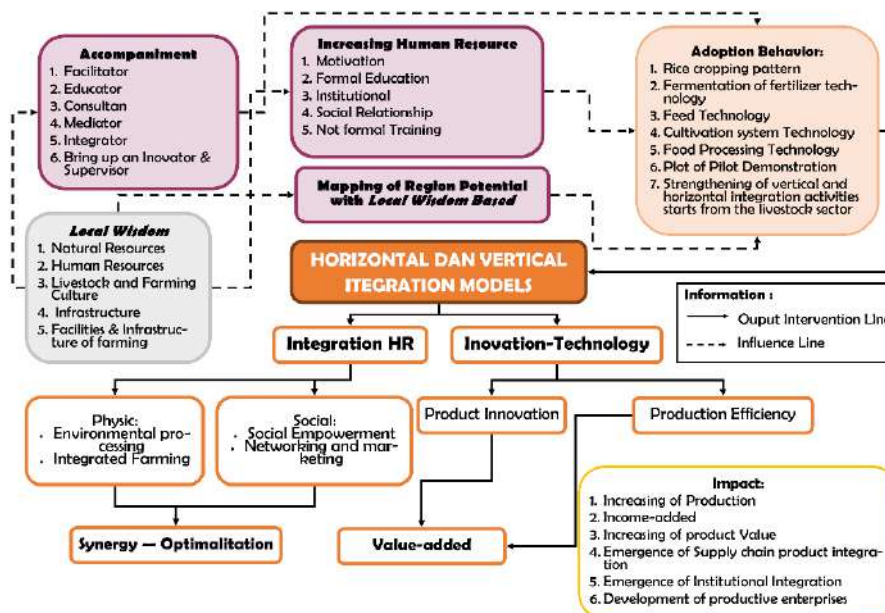 Accompaniment
1. Facilitator
2. Educator
3. Consultan
4. Mediator
5. Integrator
6. Bring up an Inovator &
Supervisor
Increasing Human Resource
1. Motivation
2. Formal Education
3. Institutional
4. Social Relationship
5. Not formal Training
Adoption Behavior:
1. Rice cropping pattern
2. Fermentation of fertilizer tech-
nology
3. Feed Technology
4. Cultivation system Technology
5. Food Processing Technology
6. Plot of Pilot Demonstration
7. Strengthening of vertical and
horizontal integration activities
starts from the livestock sector
Mapping of Region Potential
with Local Wisdom Based
Local Wisdom
1. Natural Resources
2. Human Resources
3. Livestock and Farming
Culture
4. Infrastructure
5. Facilities & Infrastruc-
ture of farming
HORIZONTAL DAN VERTICAL
ITEGRATION MODELS
Information :
Ouput Intervention Line
Influence Line
Integration HR
Inovation-Technology
Physic:
. Environmental pro-
cessing
. Integrated Farming
Social:
. Social Empowerment
. Networking and mar-
keting
Product Innovation
Production Efficiency
Synergy — Optimalitation
Value-added
Impact:
1. Increasing of Production
2. Income-added
3. Increasing of product Value
4. Emergence of Supply chain product integra-
tion
5. Emergence of Institutional Integration
6. Development of productive enterprises